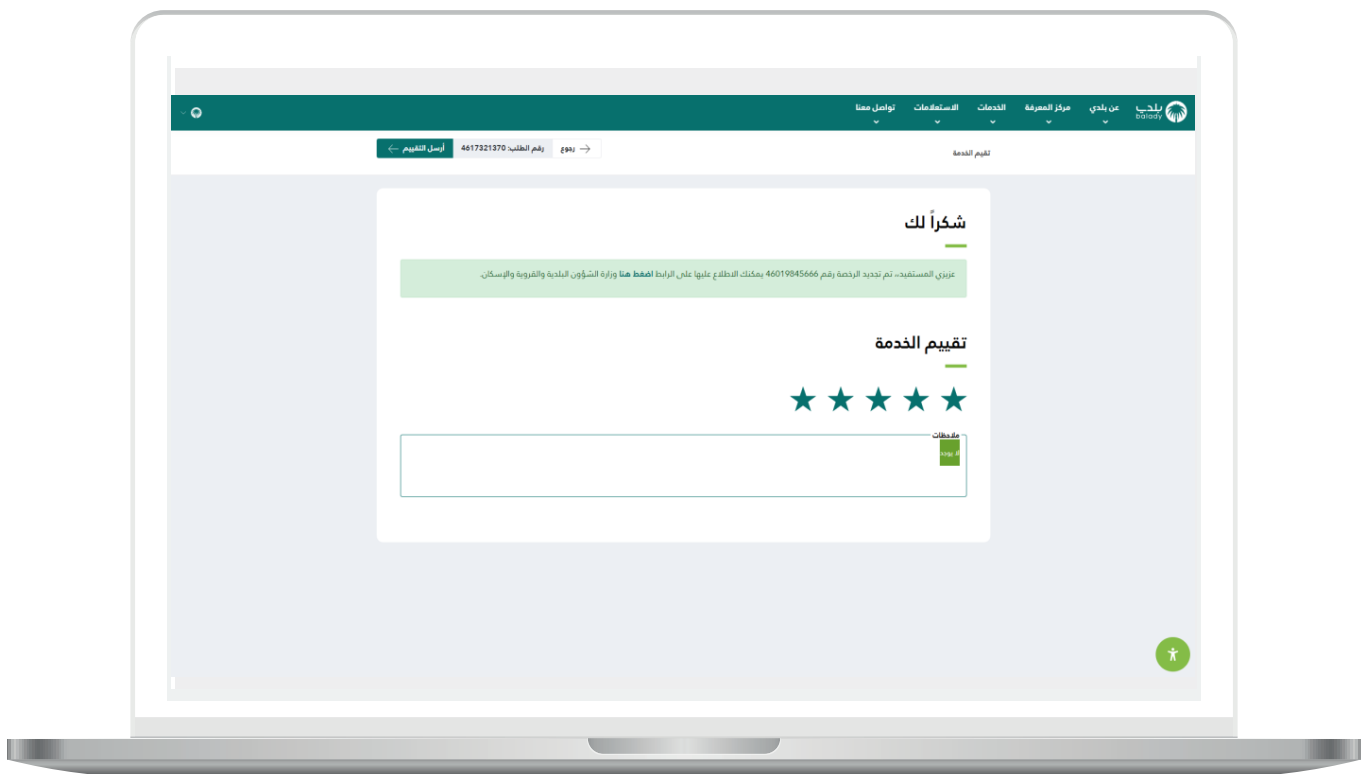 بلدي
balady
عن بلدي
مركز المعرفة
الخدمات
الاستعلامات
تواصل معنا
تقيم الخدمة
رجوع
رقم الطلب: 4617321370
أرسل التقييم
شكراً لك
عزيزي المستفيد،، تم تجديد الرخصة رقم 46019845666 يمكنك الاطلاع عليها على الرابط اضغط هنا وزارة الشؤون البلدية والقروية والإسكان.
تقييم الخدمة
ملاحظات
لا يوجد